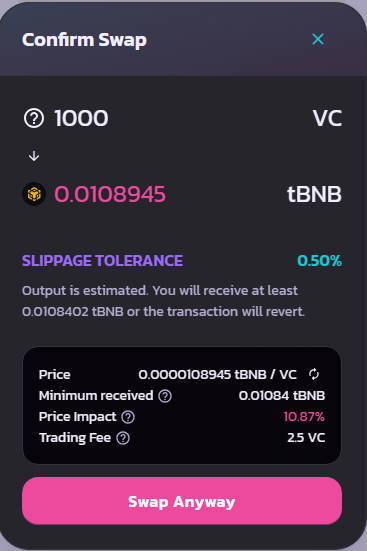 Confirm Swap
1000 VC
0.0108945 tBNB
SLIPPAGE TOLERANCE 0.50%
Output is estimated. You will receive at least
0.0108402 tBNB or the transaction will revert.
Price 0.0000108945 tBNB / VC
Minimum received 0.01084 tBNB
Price Impact 10.87%
Trading Fee 2.5 VC
Swap Anyway